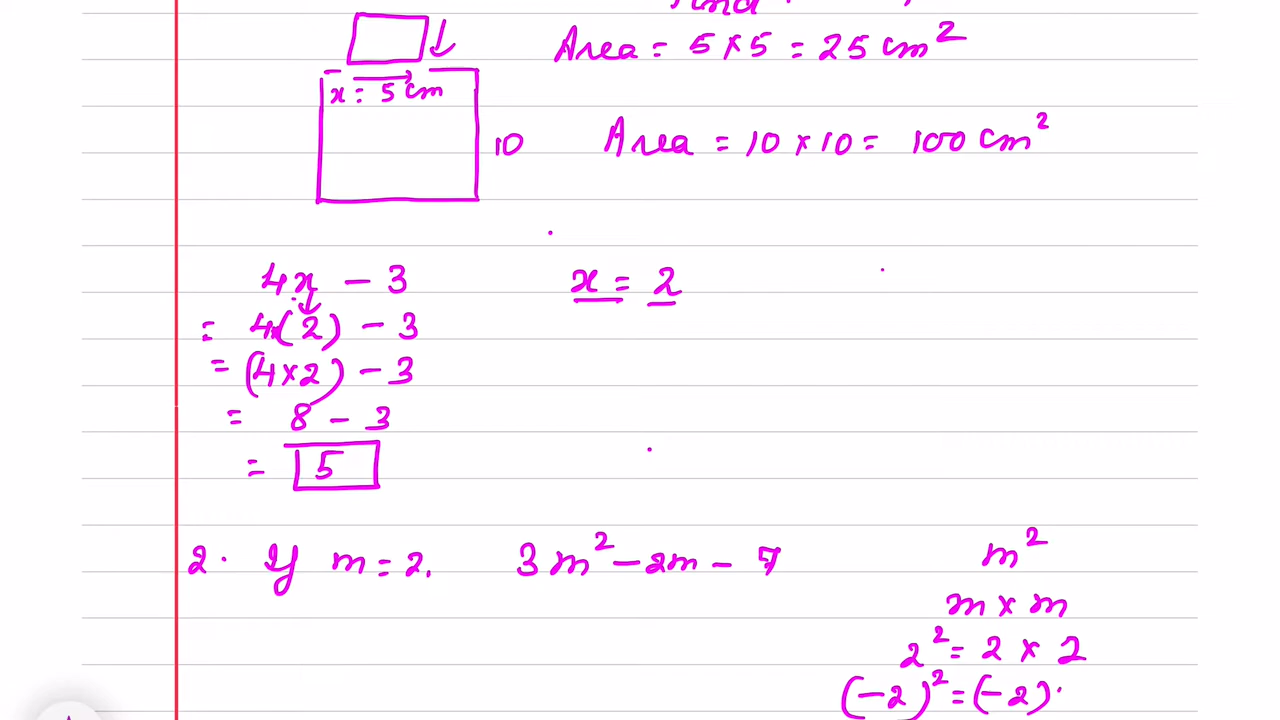 Area = 5 × 5 = 25 cm²
x = 5 cm
10 Area = 10 × 10 = 100 cm²
4x - 3 x = 2
= 4(2) - 3
= (4×2) - 3
= 8 - 3
= 5
2. If m = 2. 3m² - 2m - 7 m²
m × m
2² = 2 × 2
(-2)² = (-2)